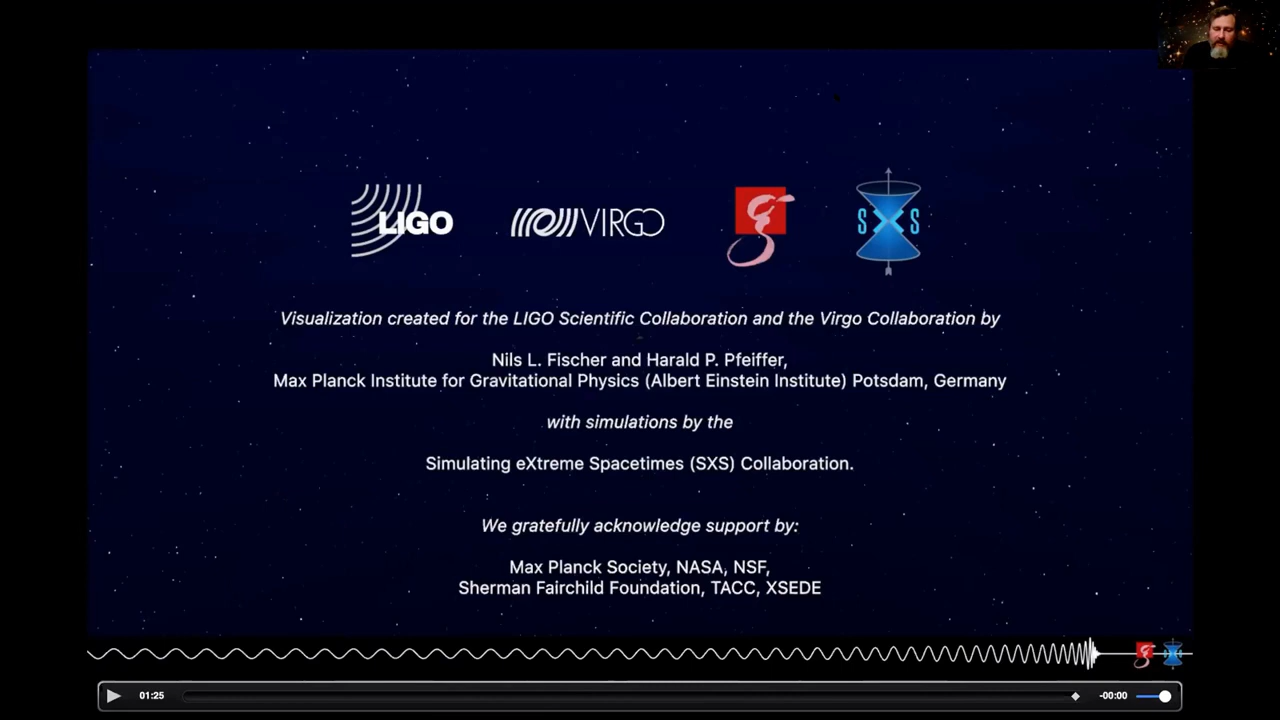 LIGO
VIRGO
S X S
Visualization created for the LIGO Scientific Collaboration and the Virgo Collaboration by
Nils L. Fischer and Harald P. Pfeiffer,
Max Planck Institute for Gravitational Physics (Albert Einstein Institute) Potsdam, Germany
with simulations by the
Simulating eXtreme Spacetimes (SXS) Collaboration.
We gratefully acknowledge support by:
Max Planck Society, NASA, NSF,
Sherman Fairchild Foundation, TACC, XSEDE
01:25
-00:00